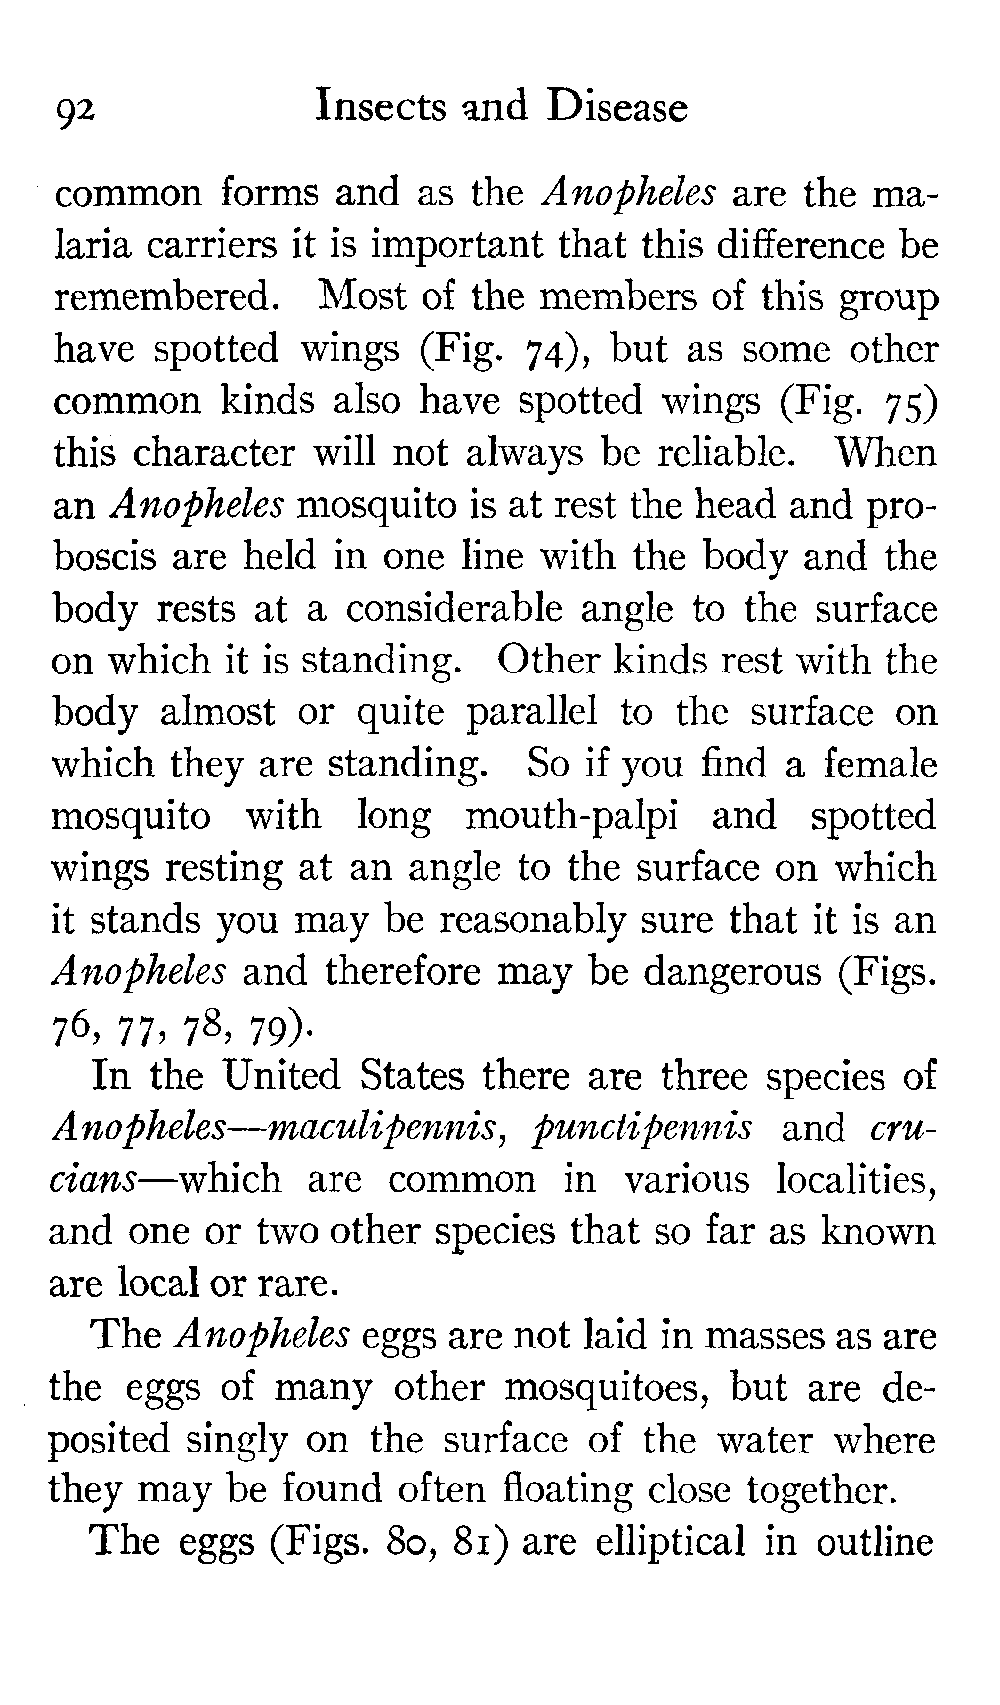 92 Insects and Disease
common forms and as the Anopheles are the ma-
laria carriers it is important that this difference be
remembered. Most of the members of this group
have spotted wings (Fig. 74), but as some other
common kinds also have spotted wings (Fig. 75)
this character will not always be reliable. When
an Anopheles mosquito is at rest the head and pro-
boscis are held in one line with the body and the
body rests at a considerable angle to the surface
on which it is standing. Other kinds rest with the
body almost or quite parallel to the surface on
which they are standing. So if you find a female
mosquito with long mouth-palpi and spotted
wings resting at an angle to the surface on which
it stands you may be reasonably sure that it is an
Anopheles and therefore may be dangerous (Figs.
76, 77, 78, 79).
In the United States there are three species of
Anopheles—maculipennis, punctipennis and cru-
cians—which are common in various localities,
and one or two other species that so far as known
are local or rare.
The Anopheles eggs are not laid in masses as are
the eggs of many other mosquitoes, but are de-
posited singly on the surface of the water where
they may be found often floating close together.
The eggs (Figs. 80, 81) are elliptical in outline